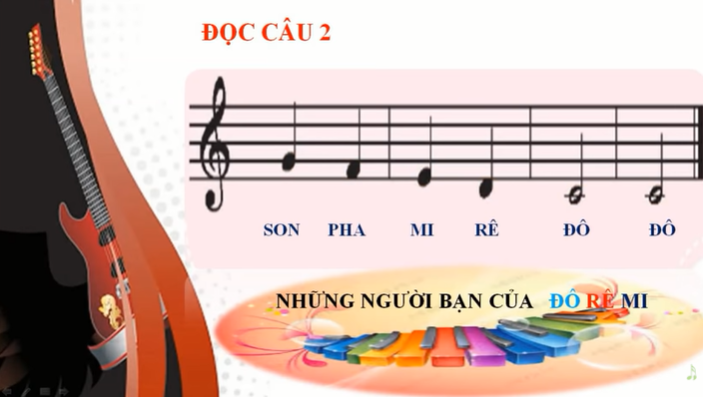 ĐỌC CÂU 2
SON PHA MI RÊ ĐÔ ĐÔ
NHỮNG NGƯỜI BẠN CỦA ĐÔ RÊ MI